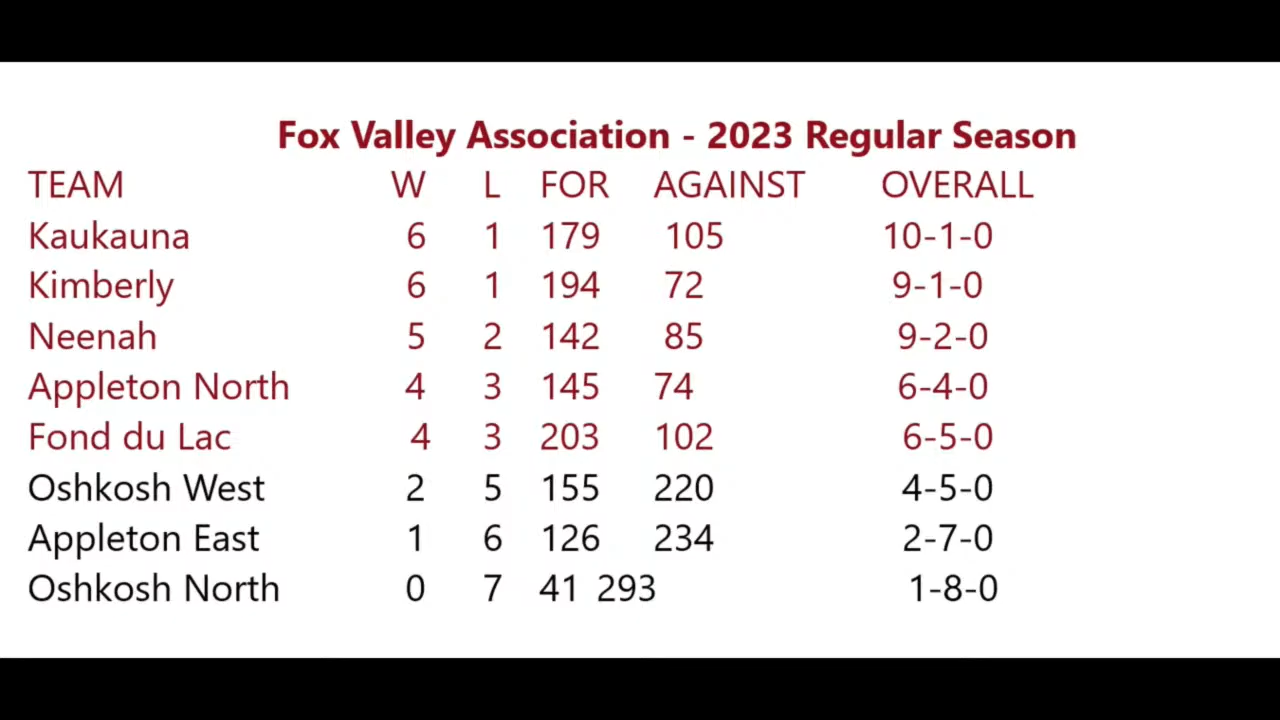 Fox Valley Association - 2023 Regular Season
TEAM W L FOR AGAINST OVERALL
Kaukauna 6 1 179 105 10-1-0
Kimberly 6 1 194 72 9-1-0
Neenah 5 2 142 85 9-2-0
Appleton North 4 3 145 74 6-4-0
Fond du Lac 4 3 203 102 6-5-0
Oshkosh West 2 5 155 220 4-5-0
Appleton East 1 6 126 234 2-7-0
Oshkosh North 0 7 41 293 1-8-0